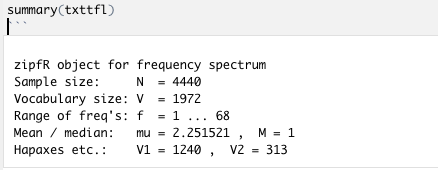 summary(txttfl)
```
zipfR object for frequency spectrum
Sample size:     N  = 4440
Vocabulary size: V  = 1972
Range of freq's: f  = 1 ... 68
Mean / median:   mu = 2.251521 ,  M = 1
Hapaxes etc.:    V1 = 1240 ,  V2 = 313